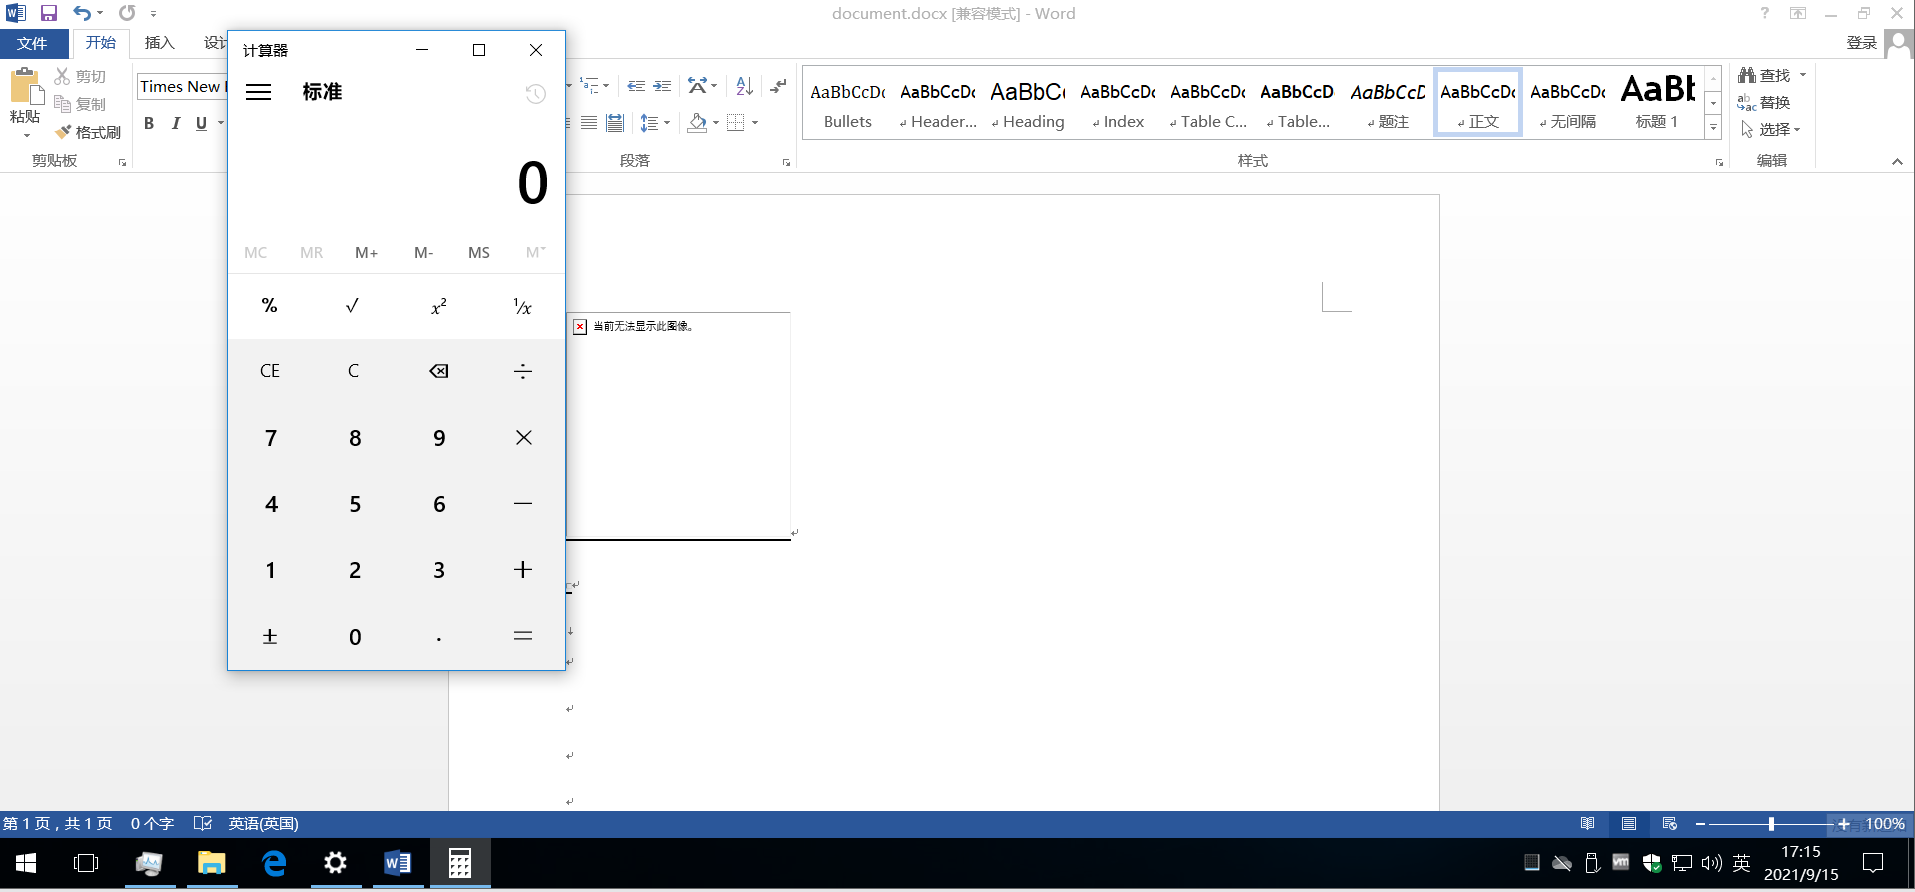 document.docx [兼容模式] - Word
文件 开始 插入 登录
计算器
标准
0
MC MR M+ M- MS M
% √ x² ¹/x
CE C ÷
7 8 9 ×
4 5 6 —
1 2 3 +
± 0 . =
剪切
复制
粘贴
格式刷
剪贴板
Times New
B I U
段落
AaBbCcDc AaBbCcDc AaBbC AaBbCcDc AaBbCcDc AaBbCcD AaBbCcD AaBbCcDc AaBbCcDc AaBb
Bullets Header... Heading Index Table C... Table... 题注 正文 无间隔 标题 1
样式
查找
替换
选择
编辑
当前无法显示此图像。
第 1 页，共 1 页 0 个字 英语(英国) 100%
英
17:15
2021/9/15